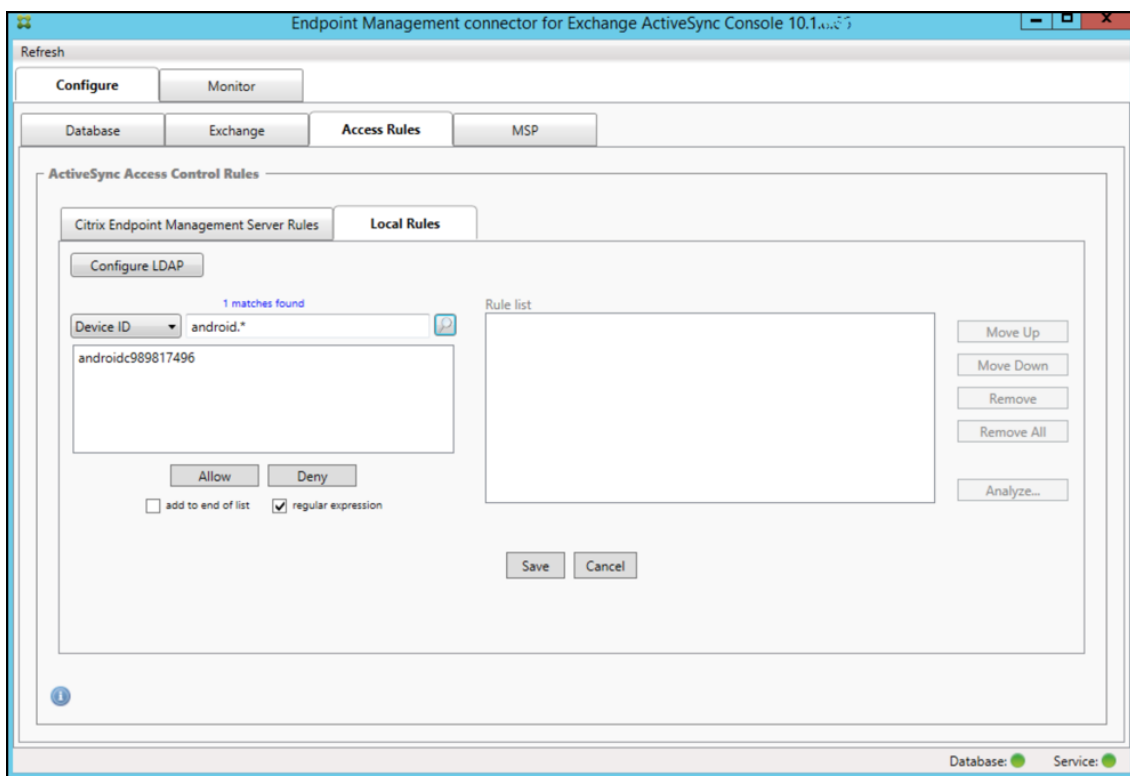 Endpoint Management connector for Exchange ActiveSync Console
Refresh
Configure Monitor
Database Exchange Access Rules MSP
ActiveSync Access Control Rules
Citrix Endpoint Management Server Rules Local Rules
Configure LDAP
1 matches found
Rule list
Device ID android.*
androidc989817496
Move Up
Move Down
Remove
Remove All
Allow Deny
Analyze...
add to end of list regular expression
Save Cancel
Database: Service: